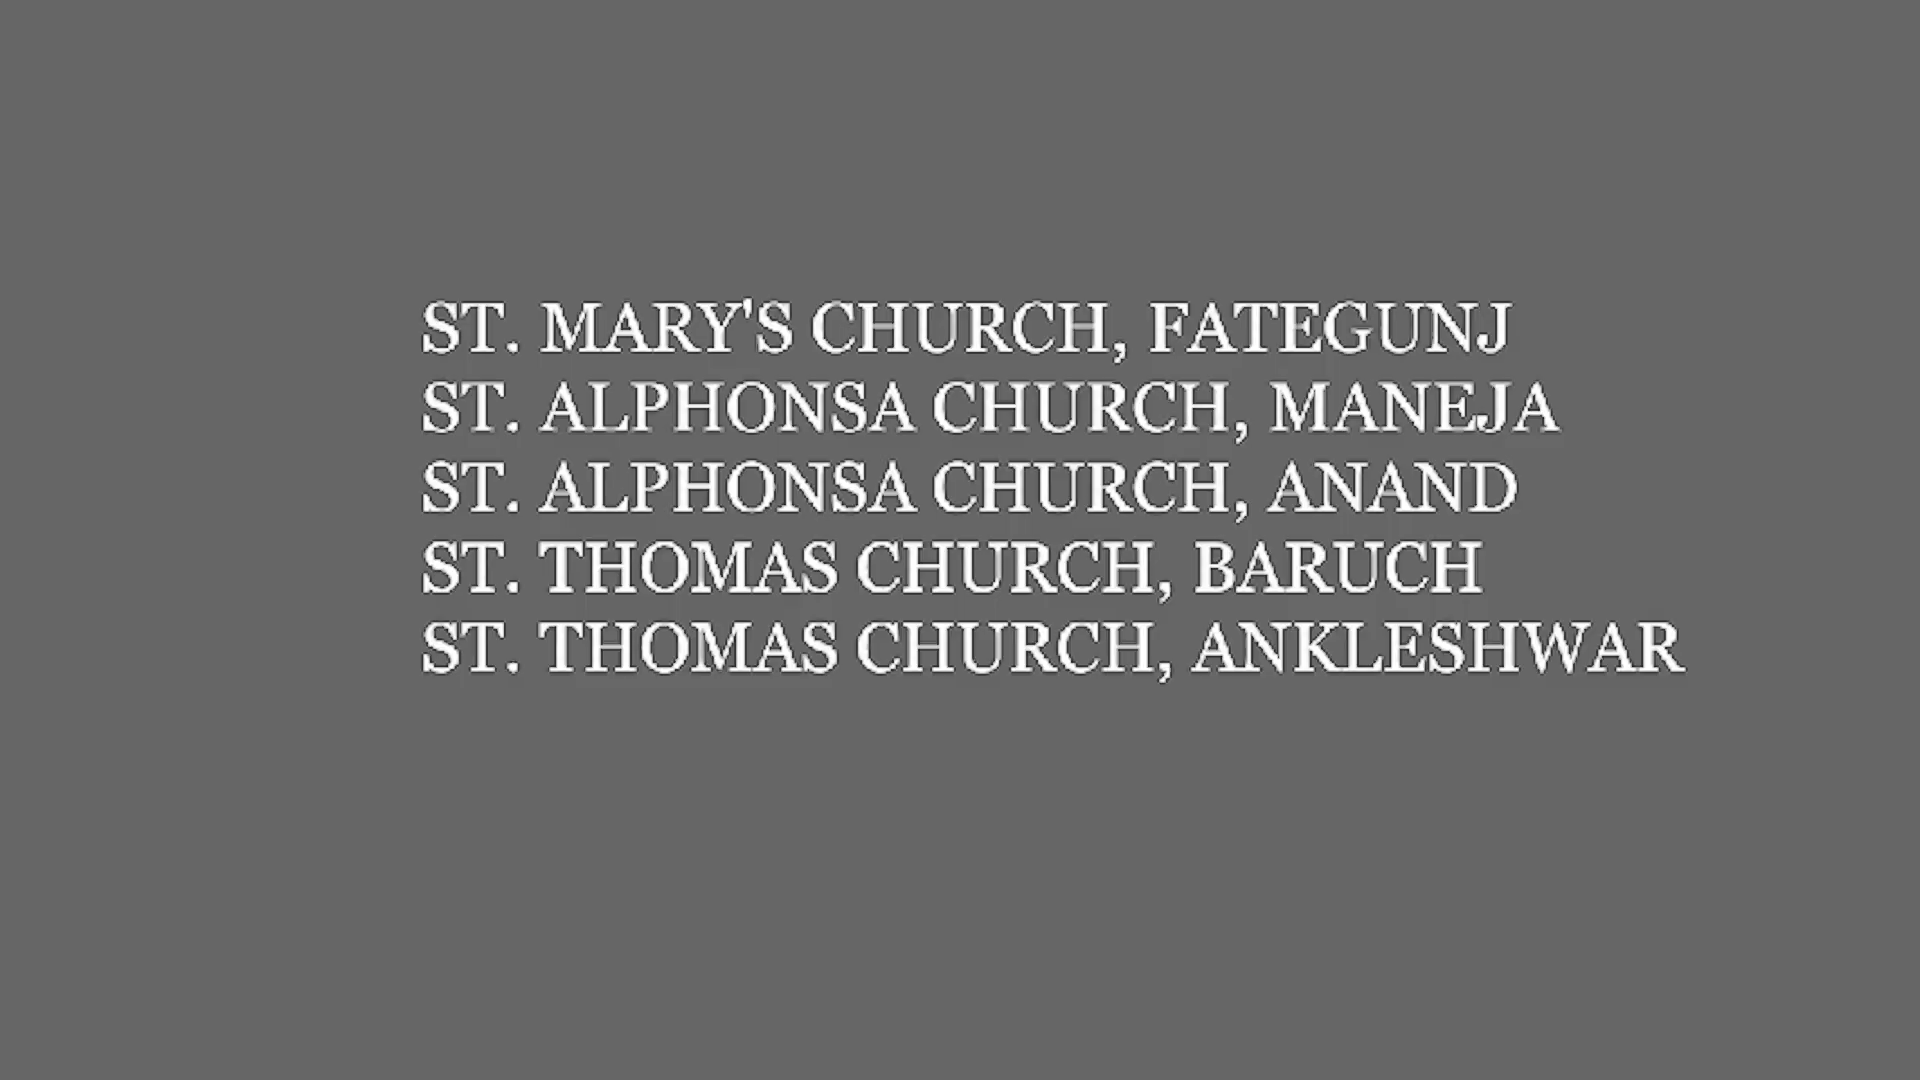 ST. MARY'S CHURCH, FATEGUNJ
ST. ALPHONSA CHURCH, MANEJA
ST. ALPHONSA CHURCH, ANAND
ST. THOMAS CHURCH, BARUCH
ST. THOMAS CHURCH, ANKLESHWAR